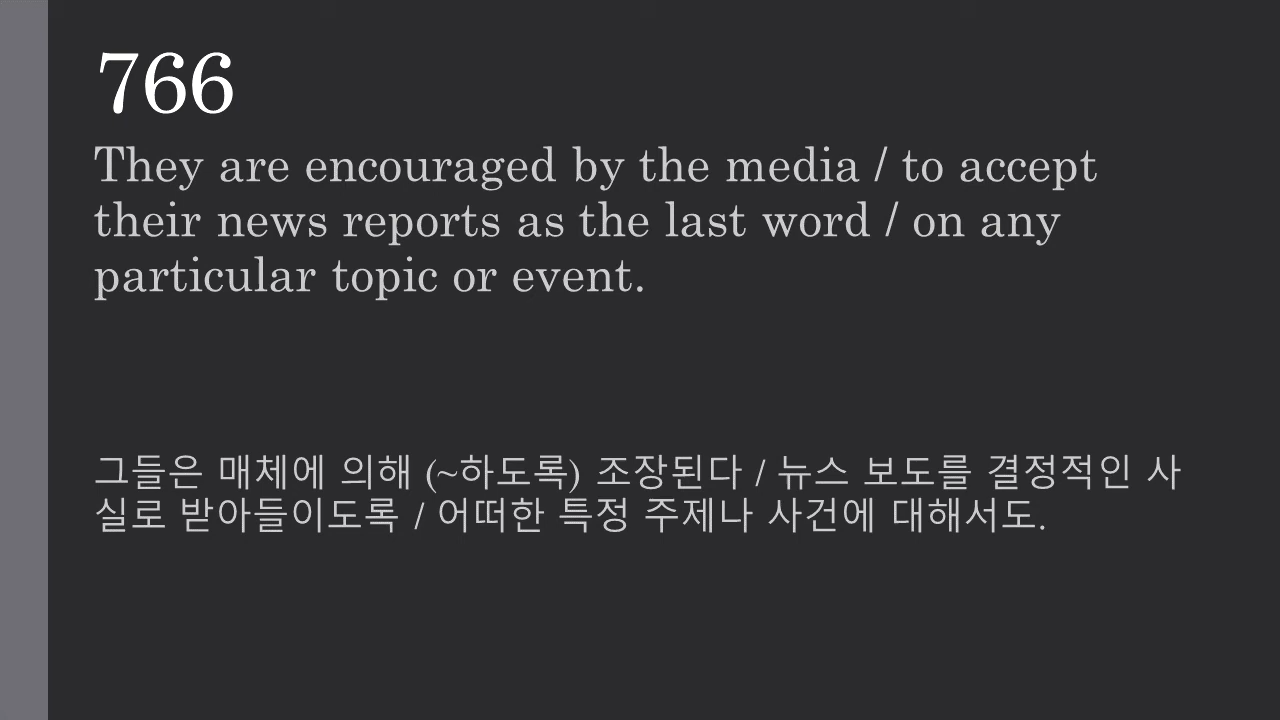 766
They are encouraged by the media / to accept
their news reports as the last word / on any
particular topic or event.
그들은 매체에 의해 (~하도록) 조장된다 / 뉴스 보도를 결정적인 사
실로 받아들이도록 / 어떠한 특정 주제나 사건에 대해서도.